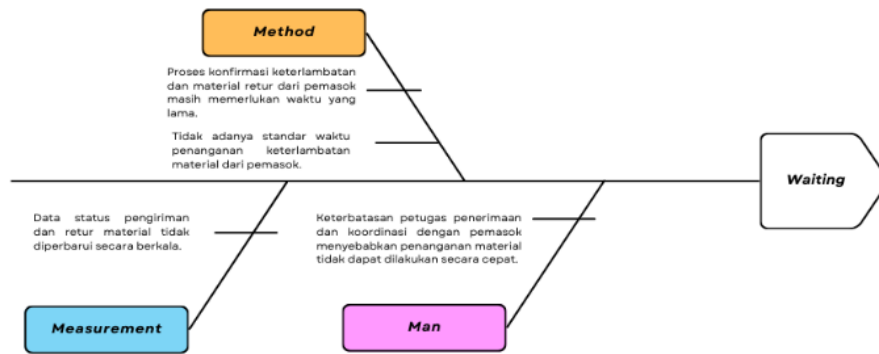 Method
Proses konfirmasi keterlambatan
dan material retur dari pemasok
masih memerlukan waktu yang
lama.
Tidak adanya standar waktu
penanganan keterlambatan
material dari pemasok.
Waiting
Data status pengiriman
dan retur material tidak
diperbarui secara berkala.
Keterbatasan petugas penerimaan
dan koordinasi dengan pemasok
menyebabkan penanganan material
tidak dapat dilakukan secara cepat.
Measurement
Man